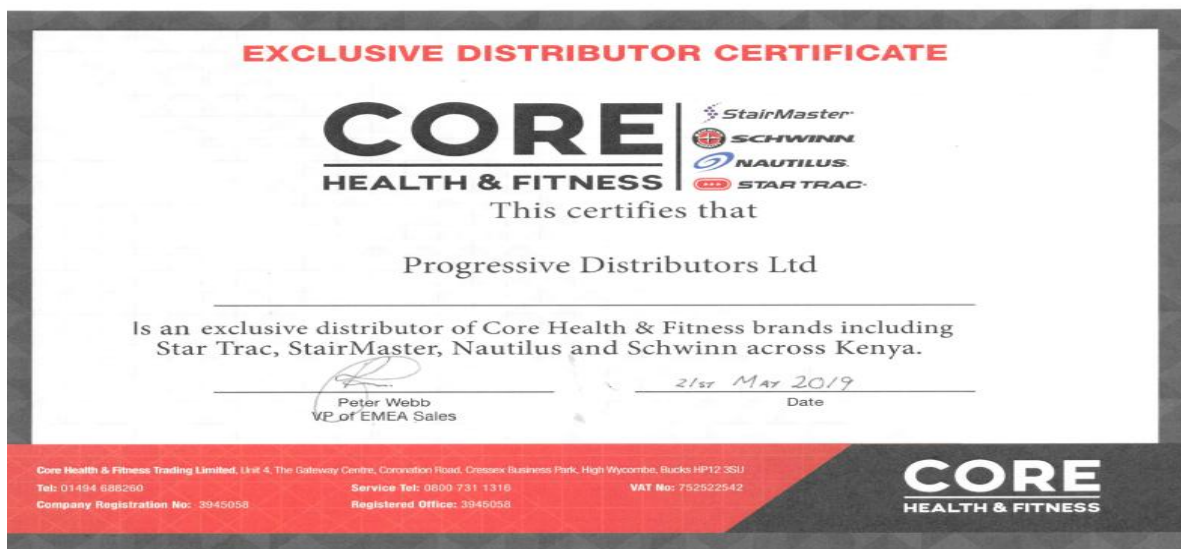 EXCLUSIVE DISTRIBUTOR CERTIFICATE
CORE
HEALTH & FITNESS
StairMaster
SCHWINN
NAUTILUS
STAR TRAC
This certifies that
Progressive Distributors Ltd
Is an exclusive distributor of Core Health & Fitness brands including
Star Trac, StairMaster, Nautilus and Schwinn across Kenya.
21ST MAY 2019
Peter Webb
Date
VP of EMEA Sales
Core Health & Fitness Trading Limited, Unit 4, The Gateway Centre, Coronation Road, Cressex Business Park, High Wycombe, Bucks HP12 3SU
Tel: 01494 688260 Service Tel: 0800 731 1316 VAT No: 752522542
Company Registration No: 3945058 Registered Office: 3945058
CORE
HEALTH & FITNESS